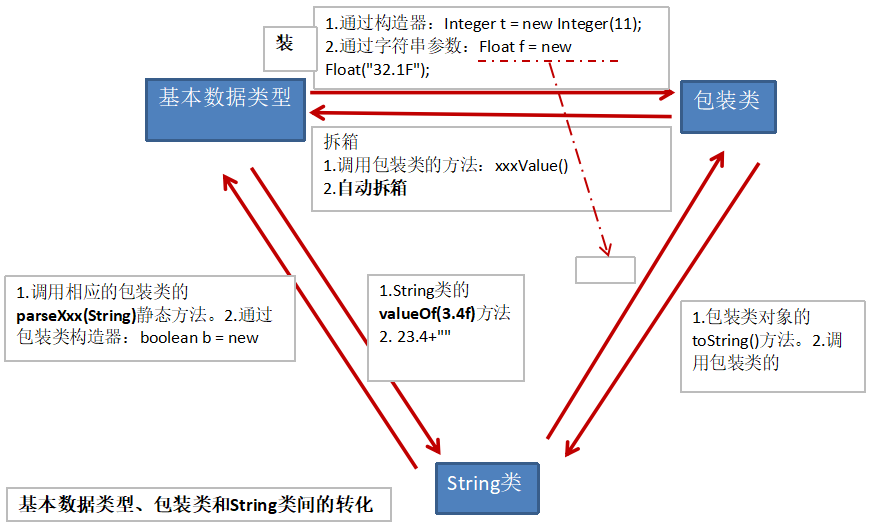 装
1.通过构造器：Integer t = new Integer(11);
2.通过字符串参数：Float f = new
Float("32.1F");
基本数据类型
包装类
拆箱
1.调用包装类的方法：xxxValue()
2.自动拆箱
1.调用相应的包装类的
parseXxx(String)静态方法。2.通过
包装类构造器：boolean b = new
1.String类的
valueOf(3.4f)方法
2. 23.4+""
1.包装类对象的
toString()方法。2.调
用包装类的
String类
基本数据类型、包装类和String类间的转化